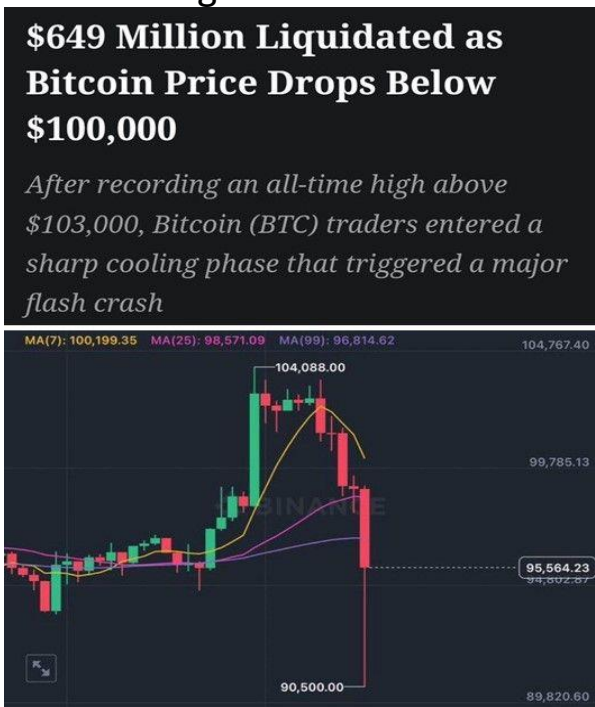 $649 Million Liquidated as
Bitcoin Price Drops Below
$100,000
After recording an all-time high above
$103,000, Bitcoin (BTC) traders entered a
sharp cooling phase that triggered a major
flash crash
MA(7): 100,199.35 MA(25): 98,571.09 MA(99): 96,814.62
104,767.40
104,088.00
99,785.13
BINANCE
95,564.23
94,802.87
90,500.00
89,820.60